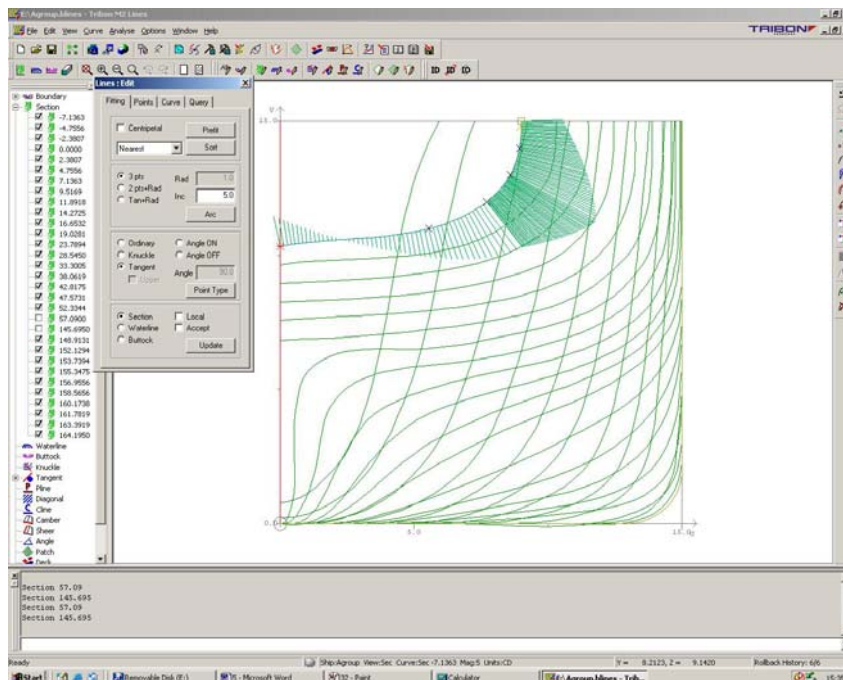 E:\Agroup.blines - Tribon M2 Lines
File Edit View Curve Analyse Options Window Help
TRIBON
Lines : Edit
Fitting Points Curve Query
Centripetal Prefit
Nearest Sort
3 pts Rad 1.0
2 pts+Rad Inc 5.0
Tan+Rad
Arc
Ordinary Angle ON
Knuckle Angle OFF
Tangent Angle 90.0
Point Type
Section Local
Waterline Accept
Buttock Update
Boundary
Section
-7.1363
-4.7556
-2.3807
0.0000
2.3807
4.7556
7.1363
9.5169
11.8918
14.2725
16.6532
19.0281
23.7894
28.5450
33.3005
38.0619
42.8175
47.5731
52.3344
57.0900
145.6950
148.9131
152.1294
153.7394
155.3475
156.9556
158.5656
160.1738
161.7819
163.3919
164.1950
Waterline
Buttock
Knuckle
Tangent
Pline
Diagonal
Cline
Camber
Sheer
Angle
Patch
Deck
0.0
5.0
Section 57.09
Section 145.695
Section 57.09
Section 145.695
Ready Ship:Agroup View:Sec Curve:Sec -7.1363 Mag:5 Units:CD Y = 8.2123, Z = 9.1420 Rollback History: 6/6
Start Removable Disk (F:) J5 - Microsoft Word J32 - Paint Calculator E:\Agroup.blines - Trib...